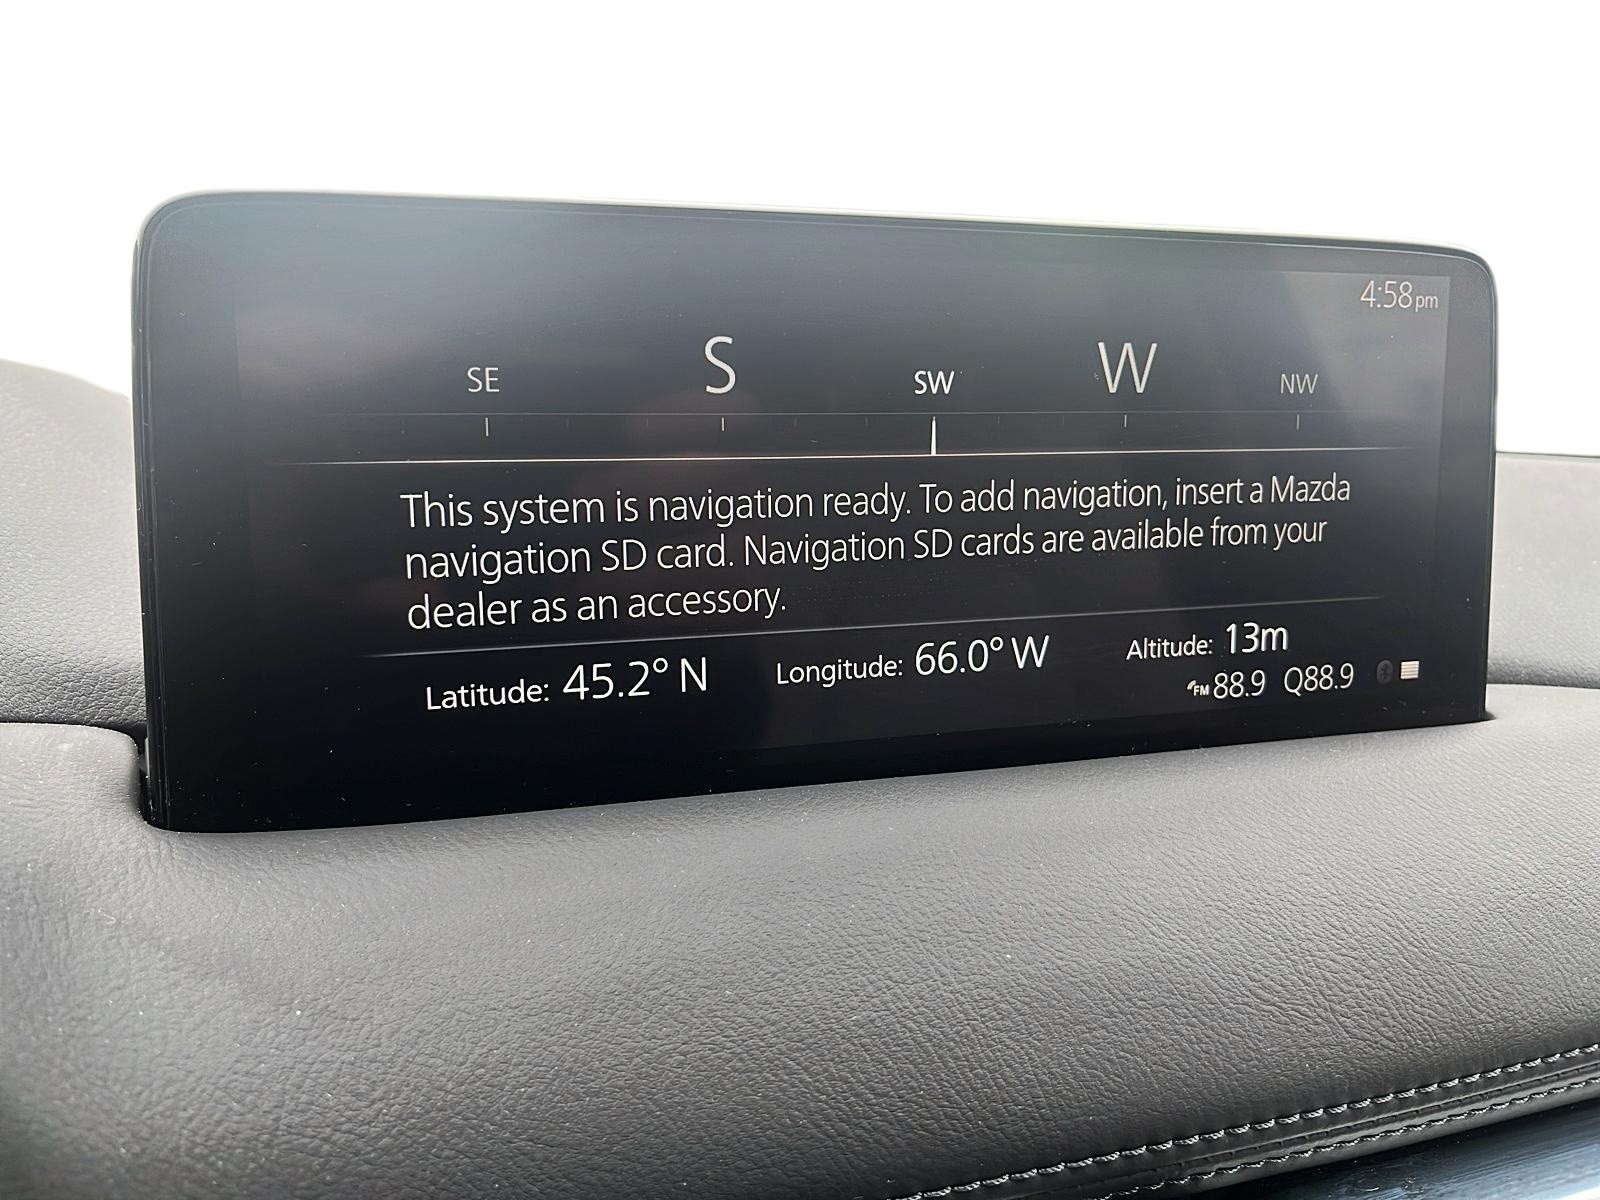 4:58pm
SE S SW W NW
This system is navigation ready. To add navigation, insert a Mazda
navigation SD card. Navigation SD cards are available from your
dealer as an accessory.
Latitude: 45.2° N Longitude: 66.0° W Altitude: 13m
FM 88.9 Q88.9